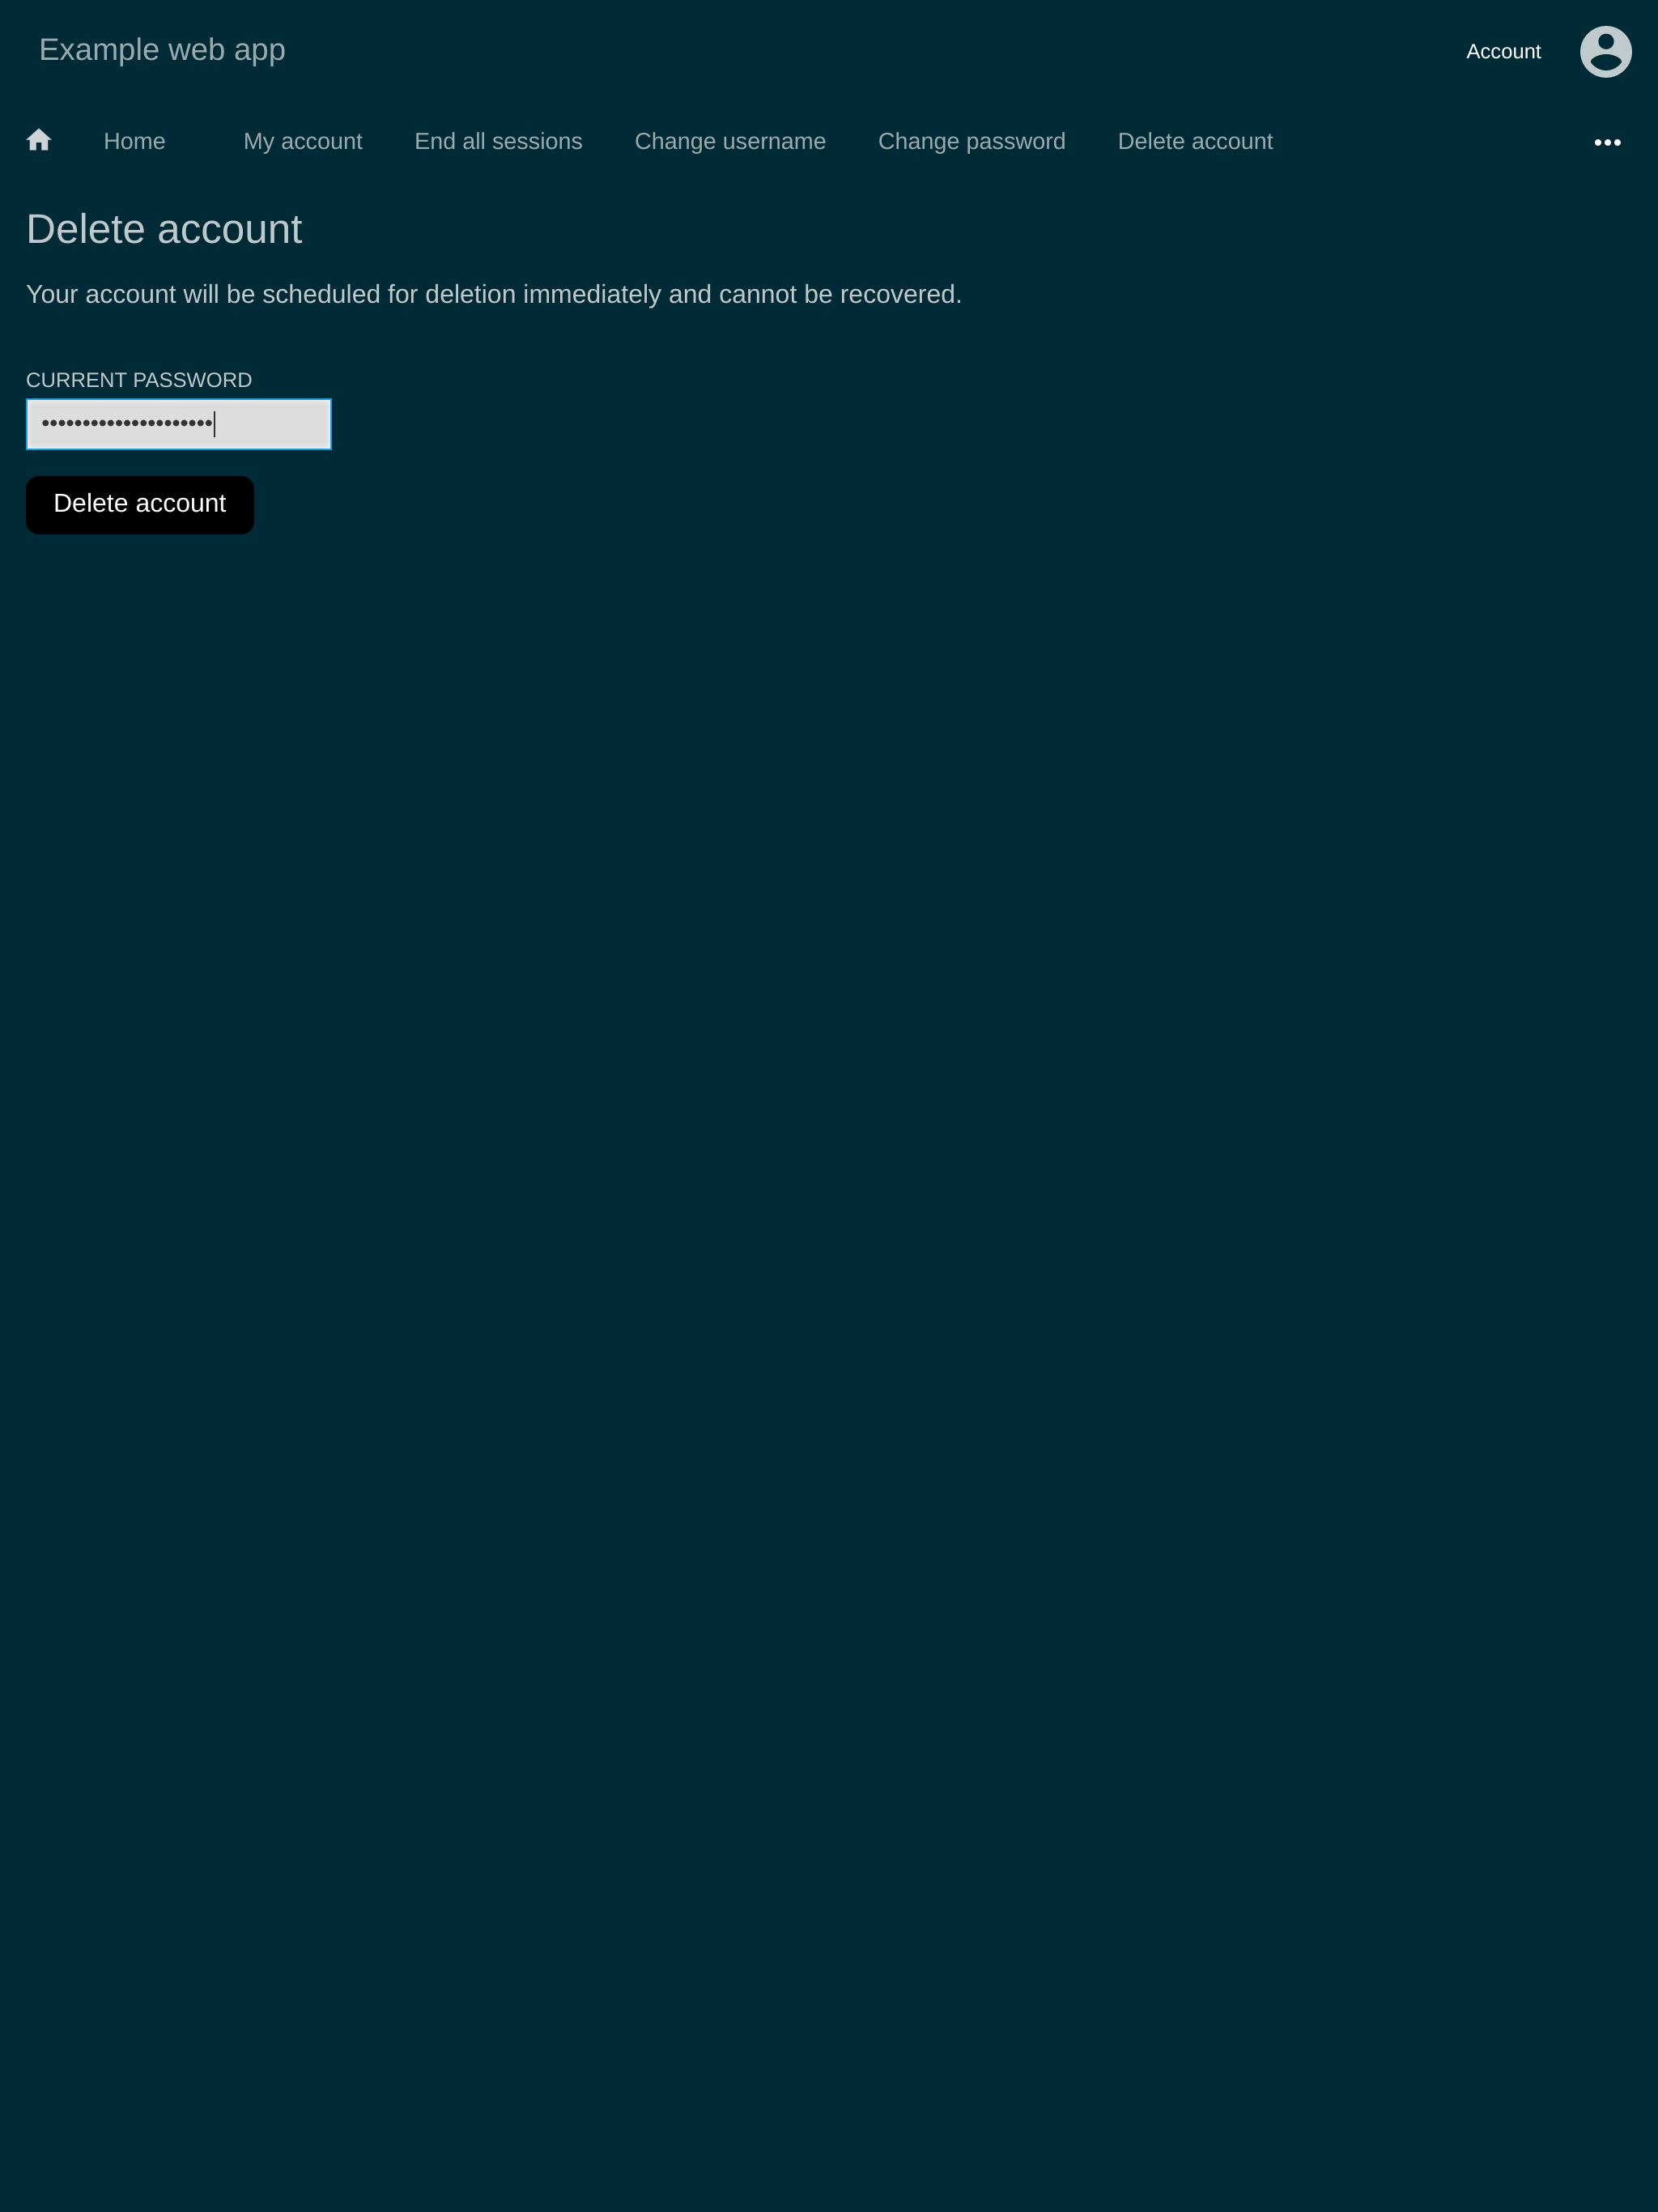 Example web app
Account
Home My account End all sessions Change username Change password Delete account •••
Delete account
Your account will be scheduled for deletion immediately and cannot be recovered.
CURRENT PASSWORD
•••••••••••••••••••••
Delete account